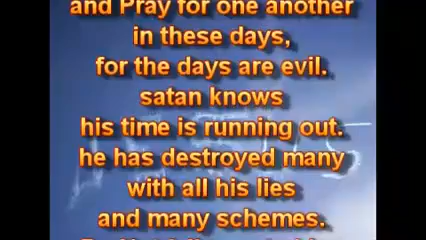 and Pray for one another
in these days,
for the days are evil.
satan knows
his time is running out.
he has destroyed many
with all his lies
and many schemes.